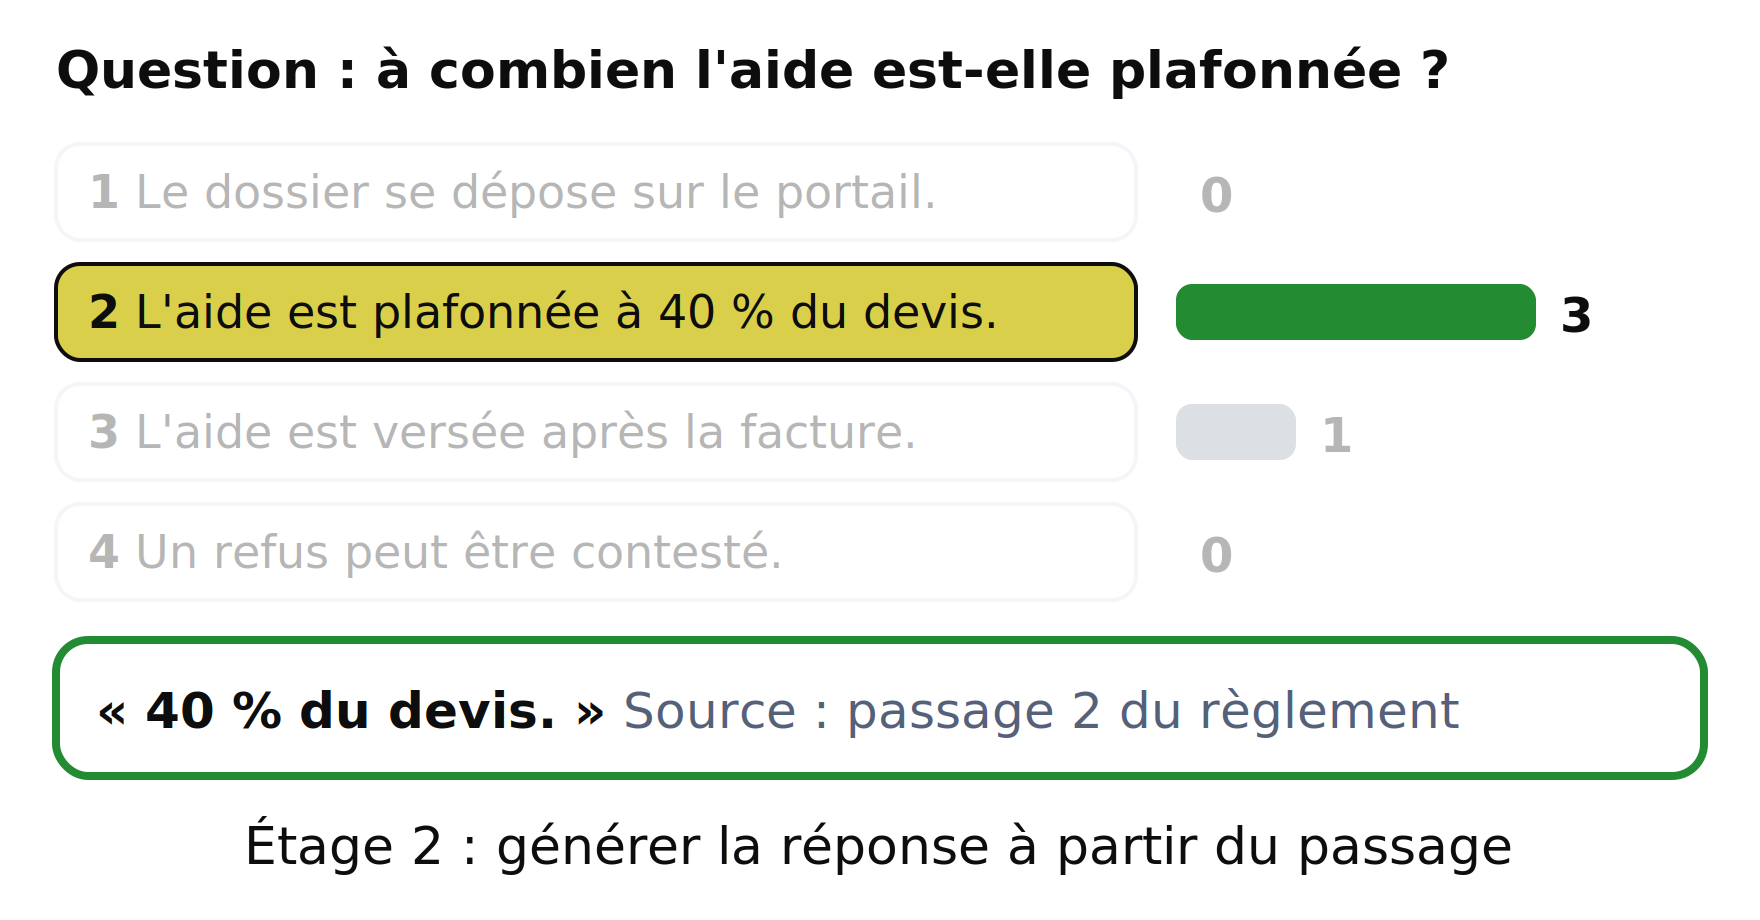 Question : à combien l'aide est-elle plafonnée ?
1 Le dossier se dépose sur le portail. 0
2 L'aide est plafonnée à 40 % du devis. 3
3 L'aide est versée après la facture. 1
4 Un refus peut être contesté. 0
« 40 % du devis. » Source : passage 2 du règlement
Étage 2 : générer la réponse à partir du passage